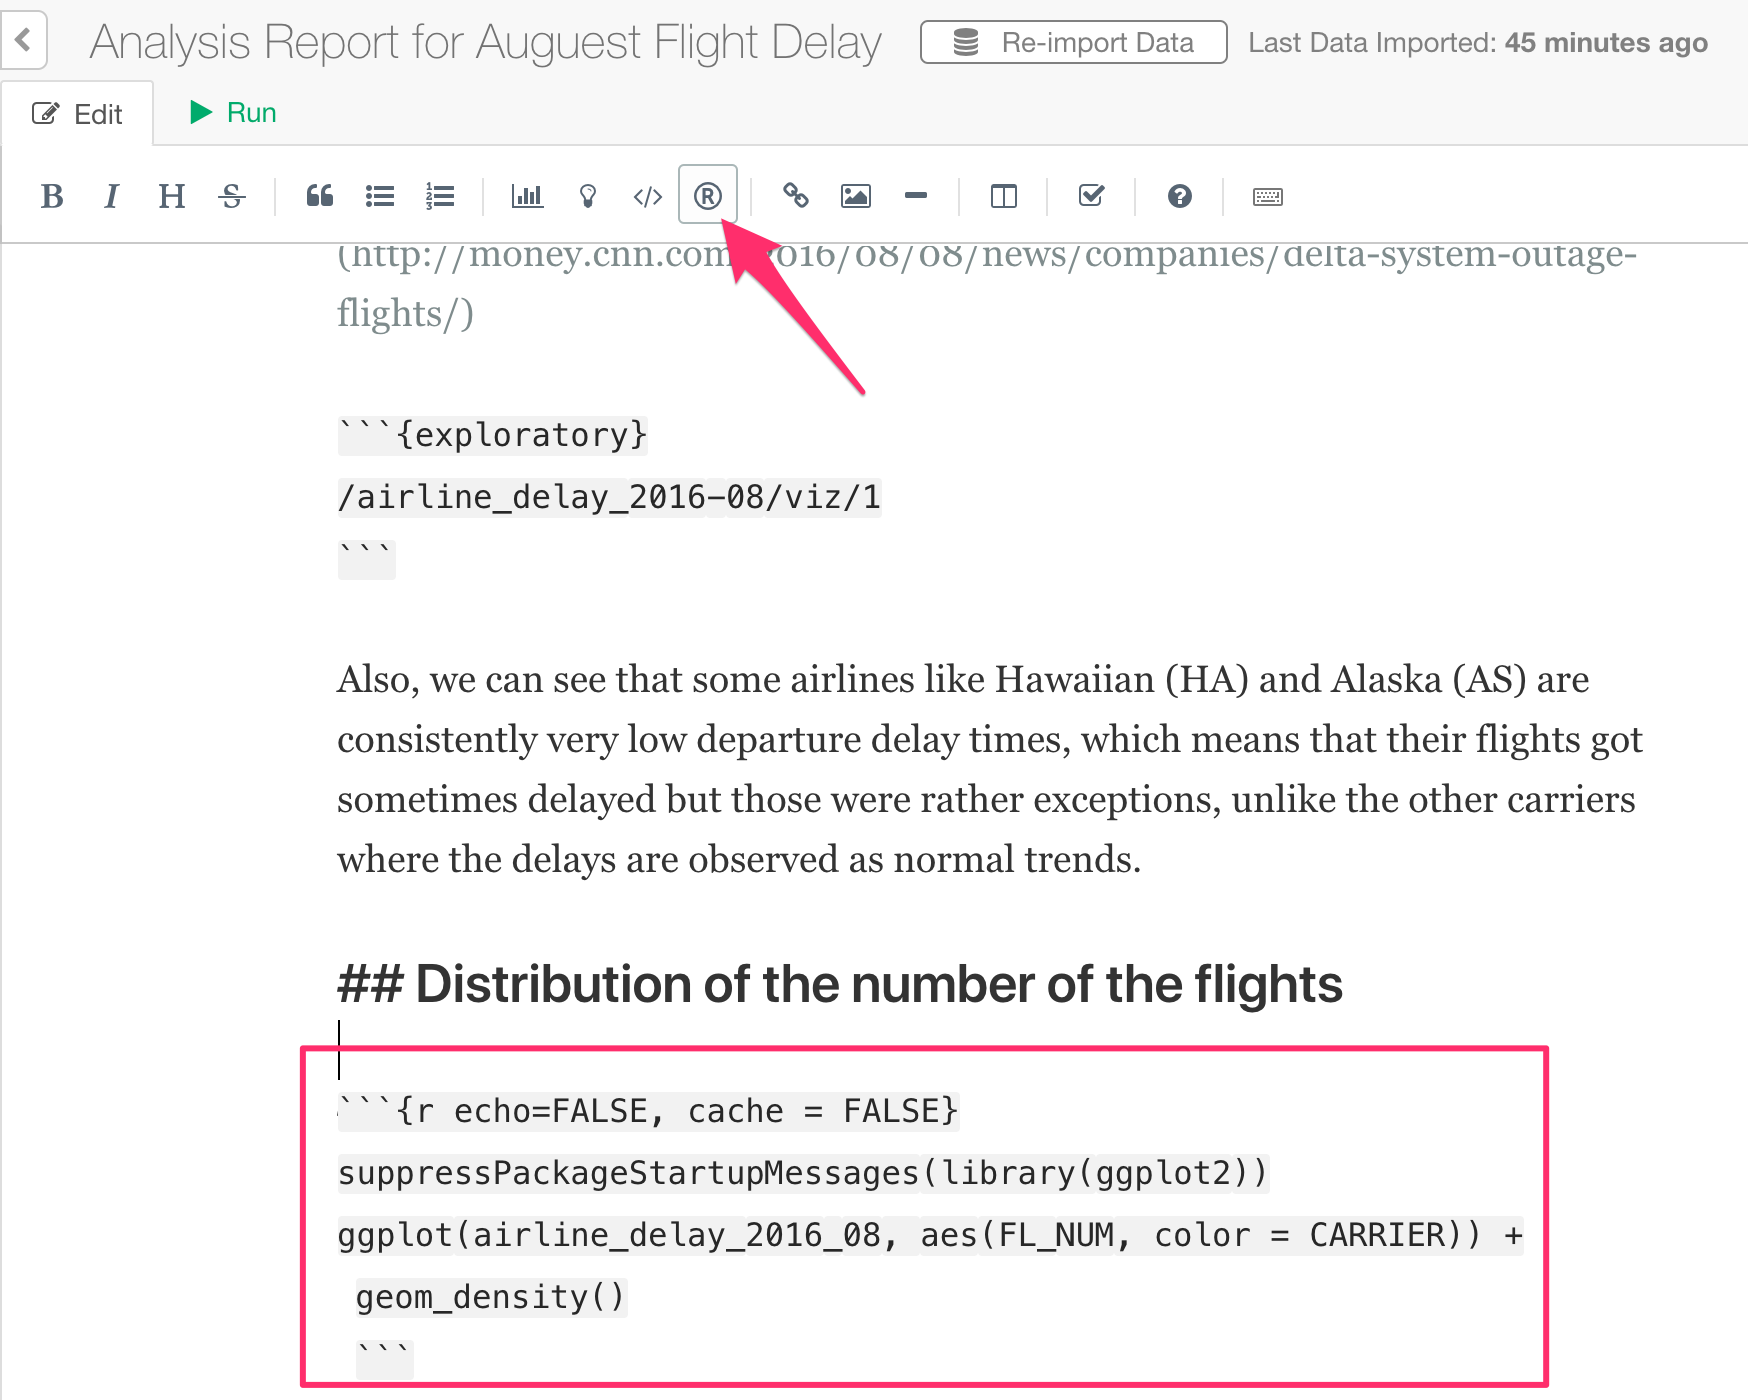 Analysis Report for Auguest Flight Delay
Re-import Data
Last Data Imported: 45 minutes ago
Edit
Run
B I H S
(http://money.cnn.com/2016/08/08/news/companies/delta-system-outage-
flights/)
```{exploratory}
/airline_delay_2016-08/viz/1
```
Also, we can see that some airlines like Hawaiian (HA) and Alaska (AS) are
consistently very low departure delay times, which means that their flights got
sometimes delayed but those were rather exceptions, unlike the other carriers
where the delays are observed as normal trends.
## Distribution of the number of the flights
```{r echo=FALSE, cache = FALSE}
suppressPackageStartupMessages(library(ggplot2))
ggplot(airline_delay_2016_08, aes(FL_NUM, color = CARRIER)) +
geom_density()
```